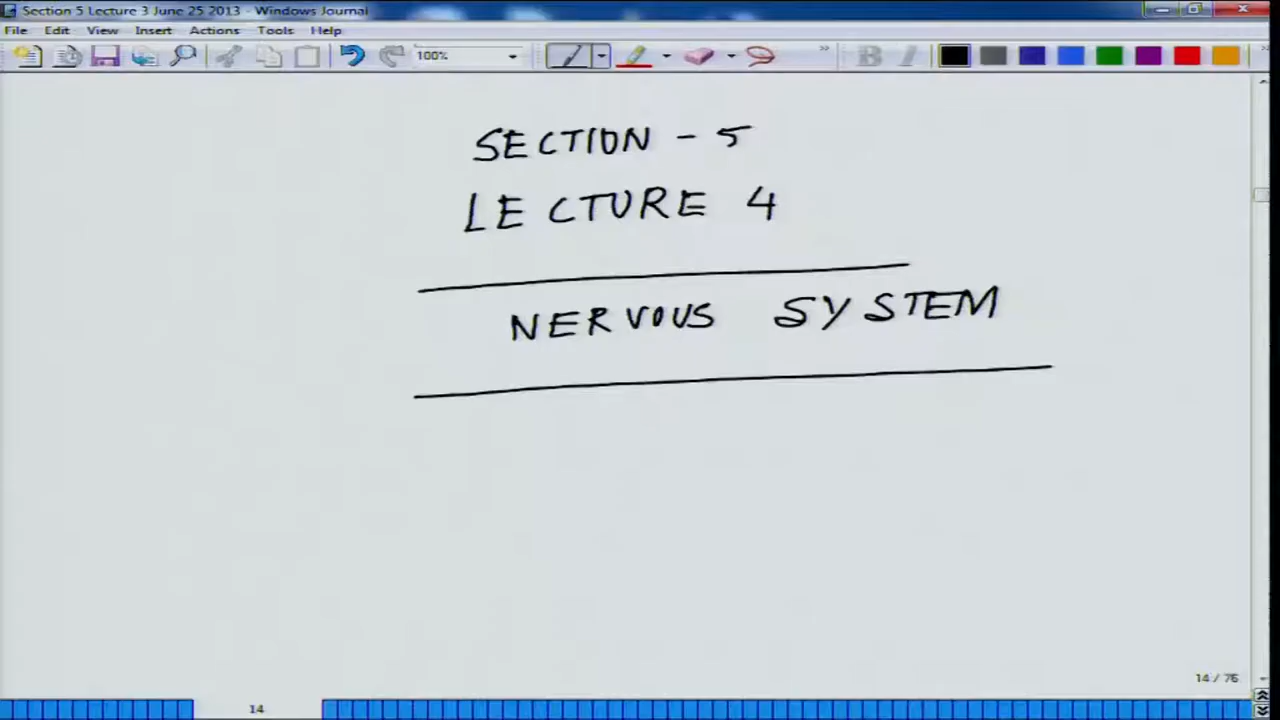 Section 5 Lecture 3 June 25 2013 - Windows Journal
File Edit View Insert Actions Tools Help
100%
B I
SECTION - 5
LECTURE 4
NERVOUS SYSTEM
14 / 76
14